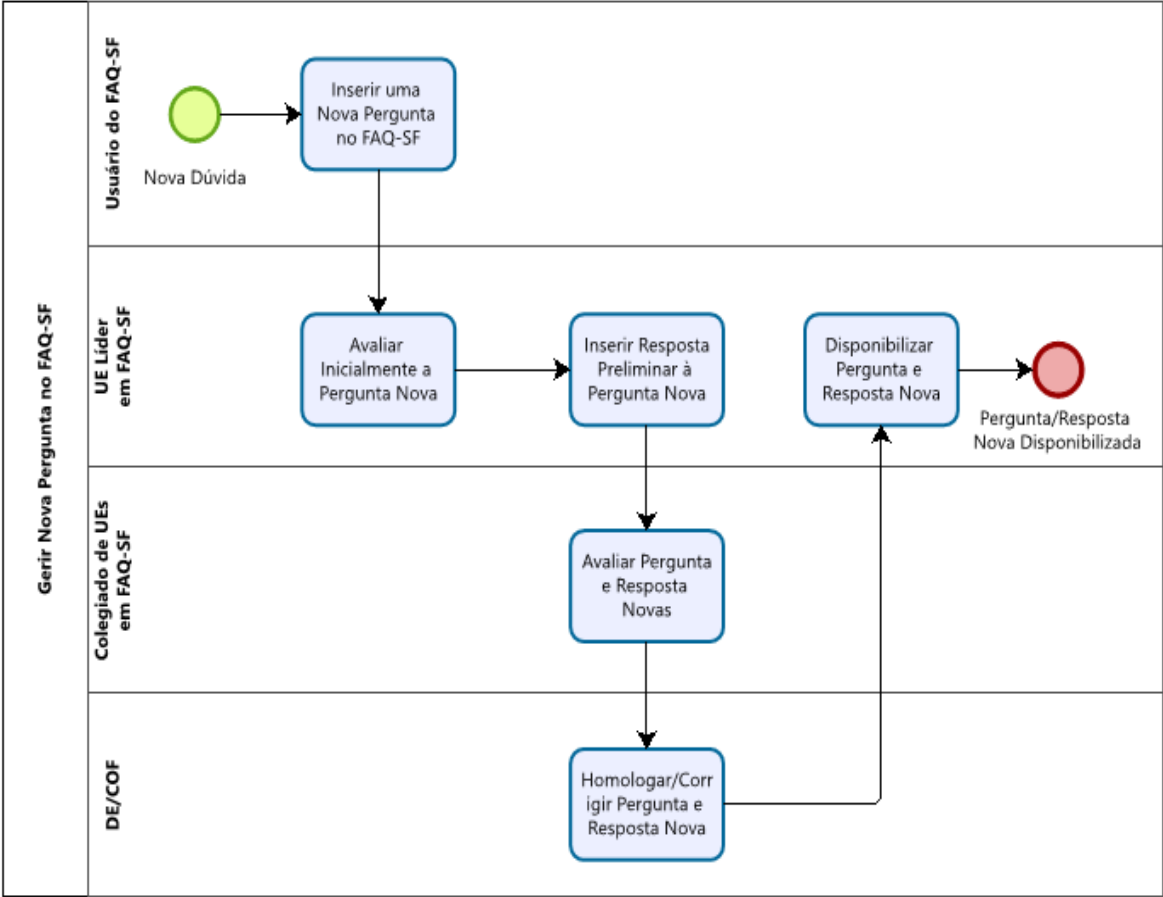 Gerir Nova Pergunta no FAQ-SF
Usuário do FAQ-SF
Nova Dúvida
Inserir uma
Nova Pergunta
no FAQ-SF
UE Líder
em FAQ-SF
Avaliar
Inicialmente a
Pergunta Nova
Inserir Resposta
Preliminar à
Pergunta Nova
Disponibilizar
Pergunta e
Resposta Nova
Pergunta/Resposta
Nova Disponibilizada
Colegiado de UEs
em FAQ-SF
Avaliar Pergunta
e Resposta
Novas
DE/COF
Homologar/Corr
igir Pergunta e
Resposta Nova